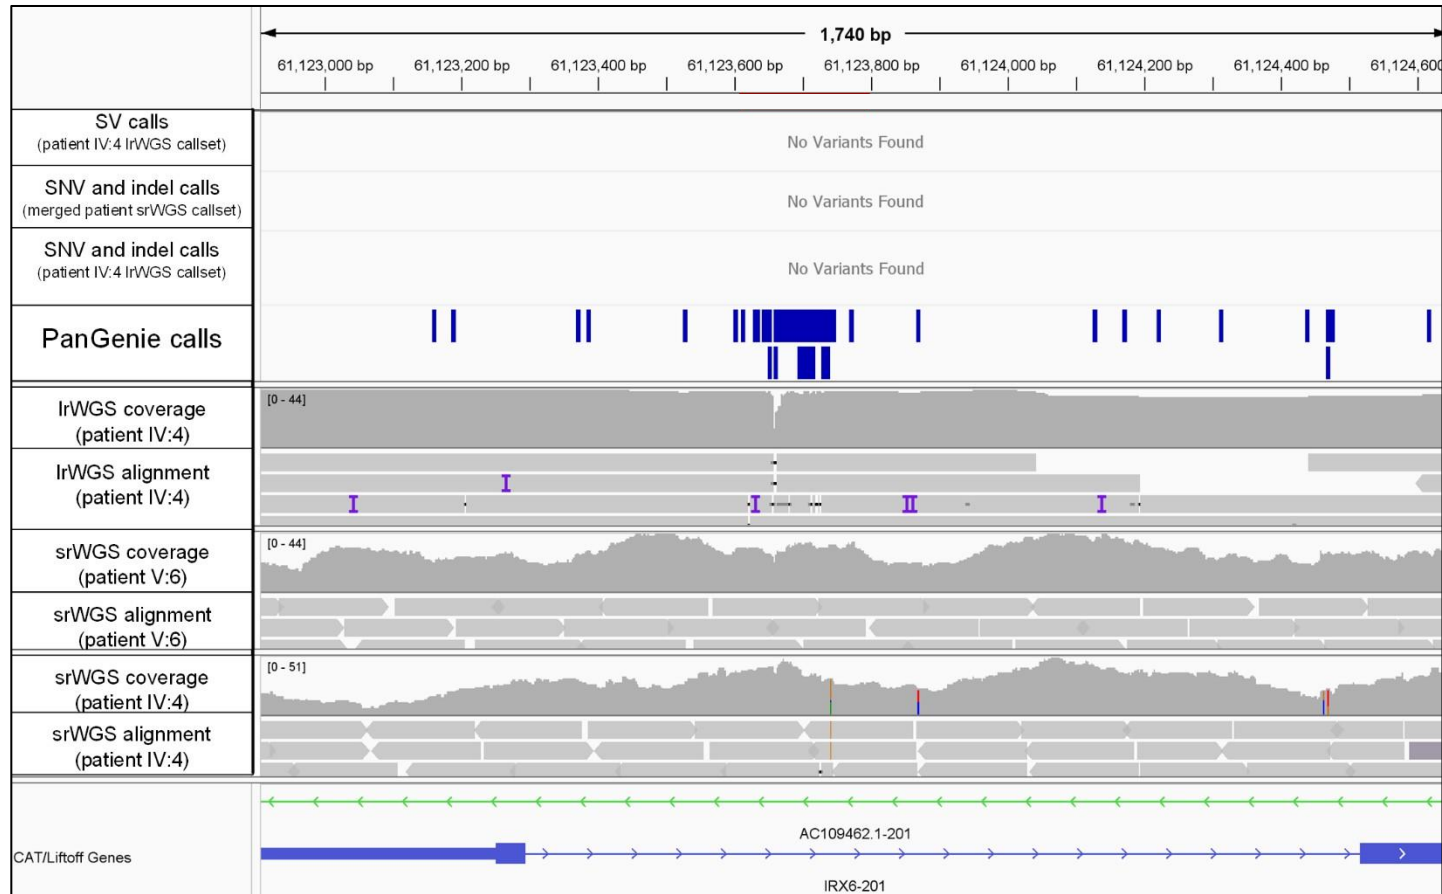 1,740 bp
61,123,000 bp 61,123,200 bp 61,123,400 bp 61,123,600 bp 61,123,800 bp 61,124,000 bp 61,124,200 bp 61,124,400 bp 61,124,600
SV calls
(patient IV:4 lrWGS callset)
No Variants Found
SNV and indel calls
(merged patient srWGS callset)
No Variants Found
SNV and indel calls
(patient IV:4 lrWGS callset)
No Variants Found
PanGenie calls
lrWGS coverage
(patient IV:4)
[0 - 44]
lrWGS alignment
(patient IV:4)
srWGS coverage
(patient V:6)
[0 - 44]
srWGS alignment
(patient V:6)
srWGS coverage
(patient IV:4)
[0 - 51]
srWGS alignment
(patient IV:4)
AC109462.1-201
CAT/Liftoff Genes
IRX6-201